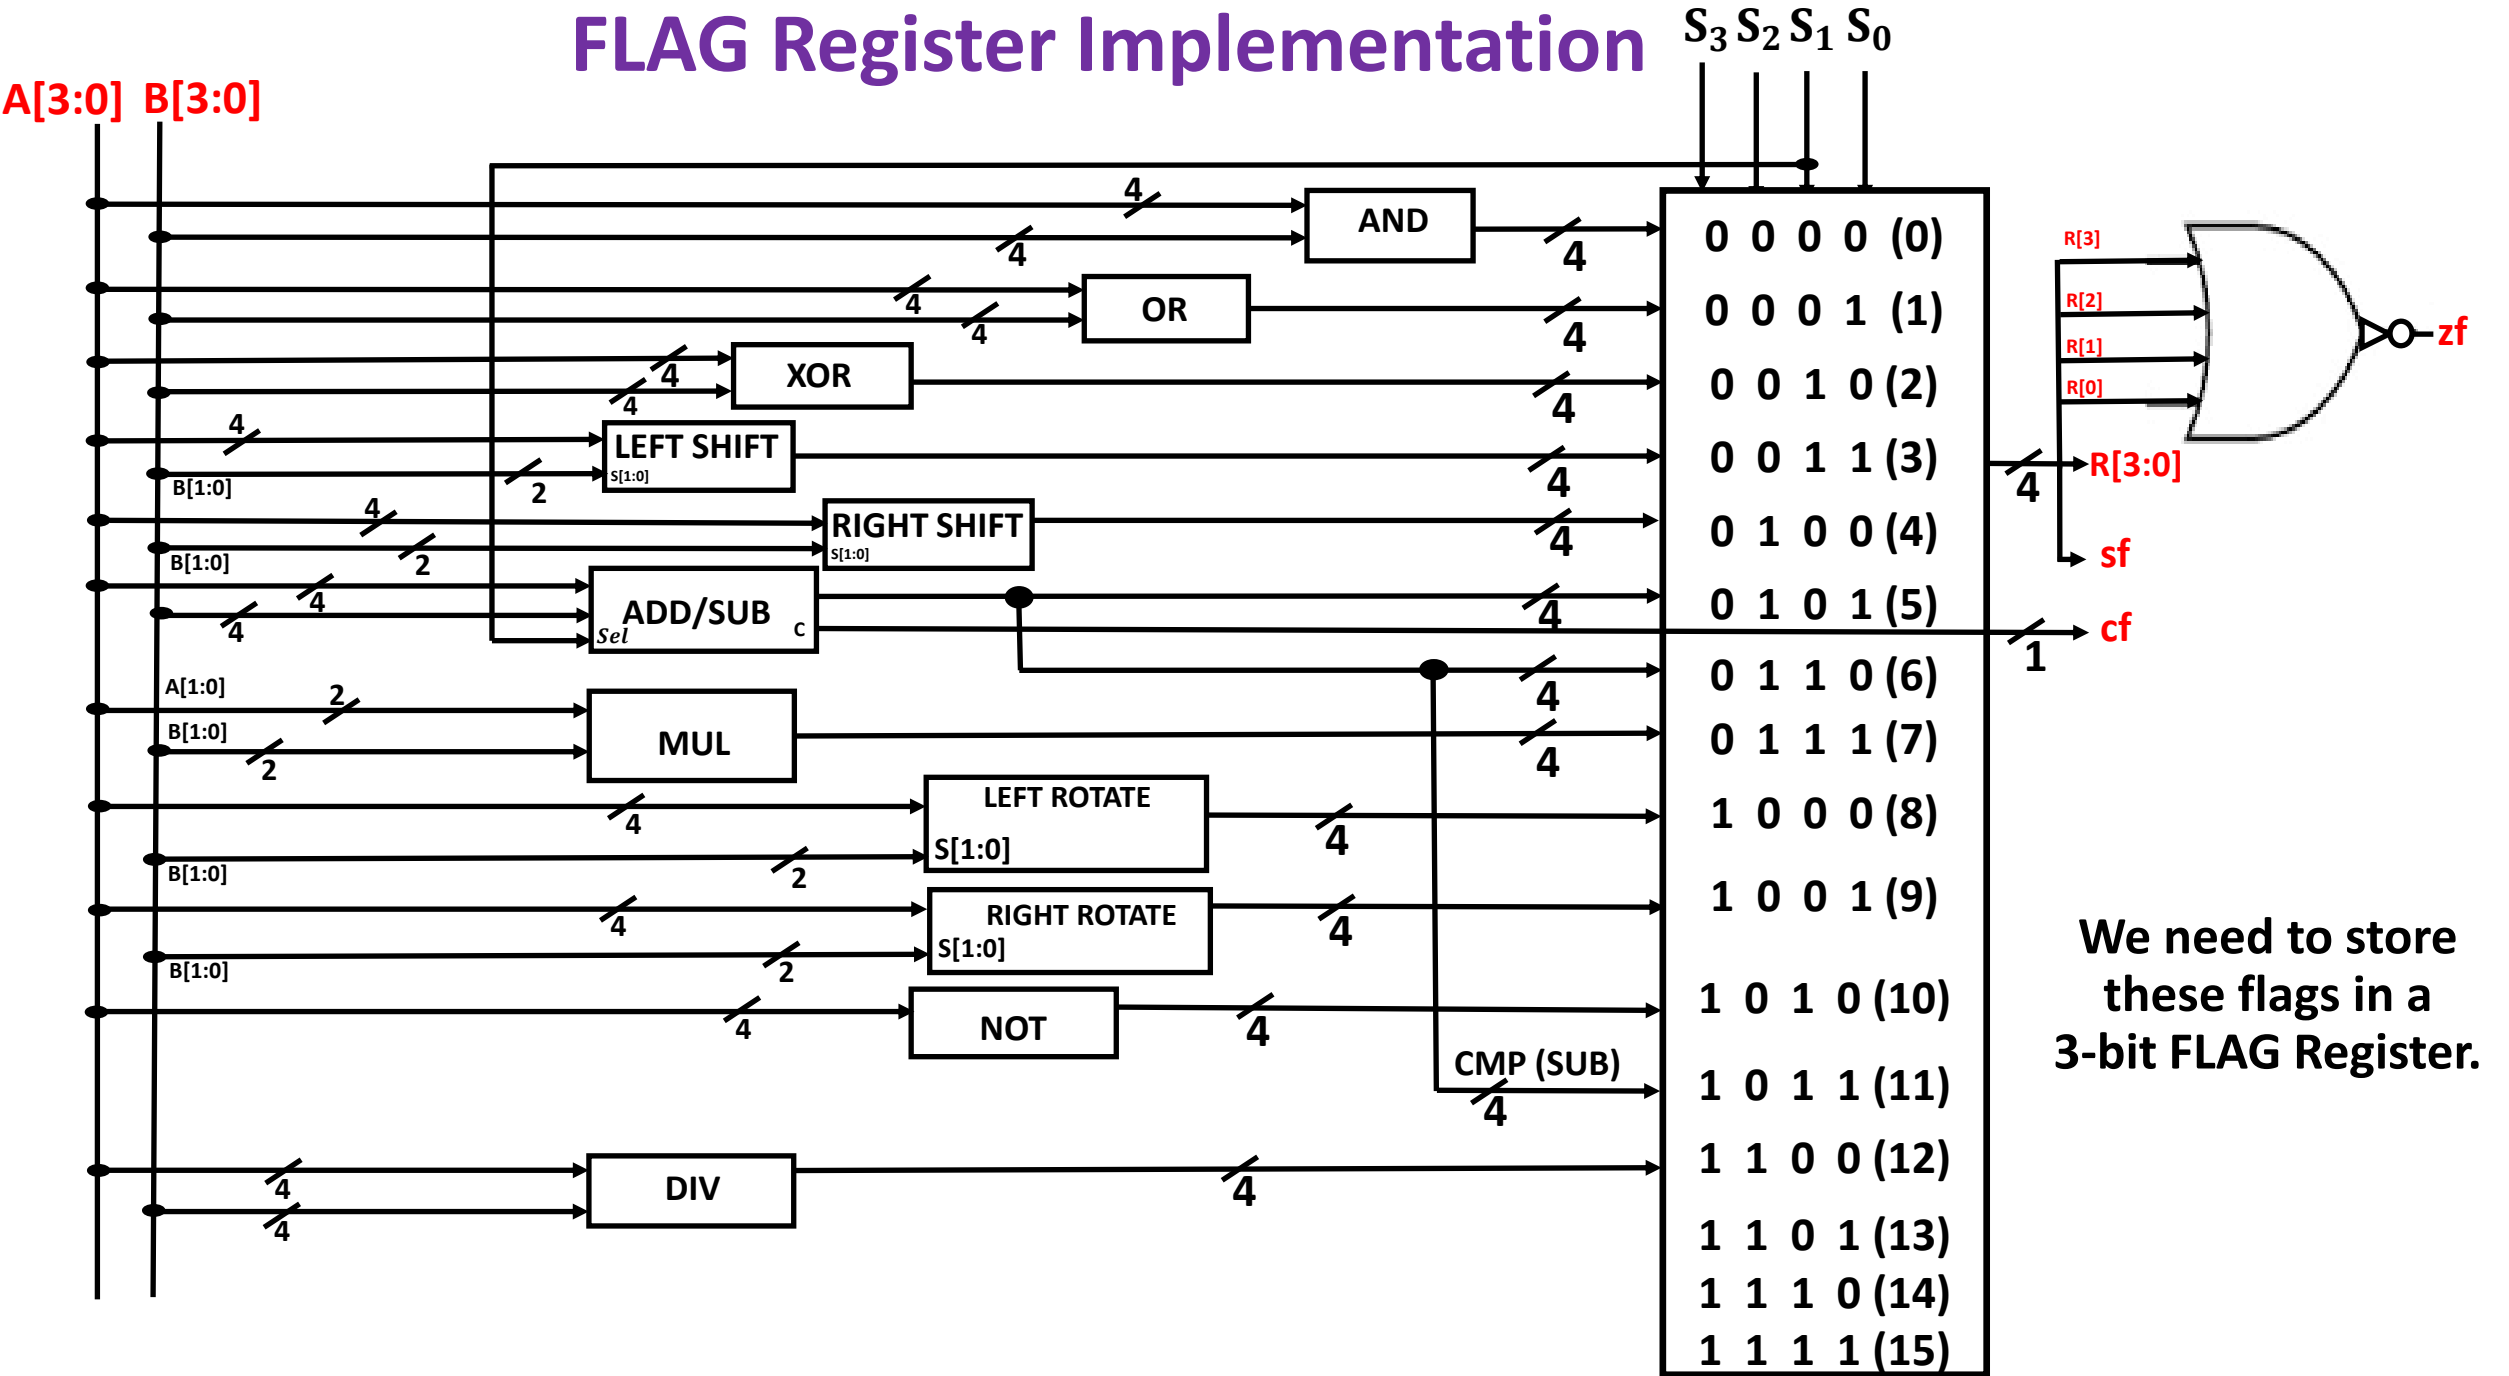 FLAG Register Implementation
S₃ S₂ S₁ S₀
A[3:0] B[3:0]
4
4
AND
4
0 0 0 0 (0)
4
4
OR
4
0 0 0 1 (1)
4
4
XOR
4
0 0 1 0 (2)
4
B[1:0]
2
LEFT SHIFT
S[1:0]
4
0 0 1 1 (3)
4
B[1:0]
2
RIGHT SHIFT
S[1:0]
4
0 1 0 0 (4)
4
4
ADD/SUB
Sel
C
4
0 1 0 1 (5)
4
0 1 1 0 (6)
A[1:0]
2
B[1:0]
2
MUL
4
0 1 1 1 (7)
4
B[1:0]
2
LEFT ROTATE
S[1:0]
4
1 0 0 0 (8)
4
B[1:0]
2
RIGHT ROTATE
S[1:0]
4
1 0 0 1 (9)
4
NOT
4
1 0 1 0 (10)
CMP (SUB)
4
1 0 1 1 (11)
4
4
DIV
4
1 1 0 0 (12)
1 1 0 1 (13)
1 1 1 0 (14)
1 1 1 1 (15)
R[3]
R[2]
R[1]
R[0]
zf
4
R[3:0]
sf
cf
1
We need to store
these flags in a
3-bit FLAG Register.